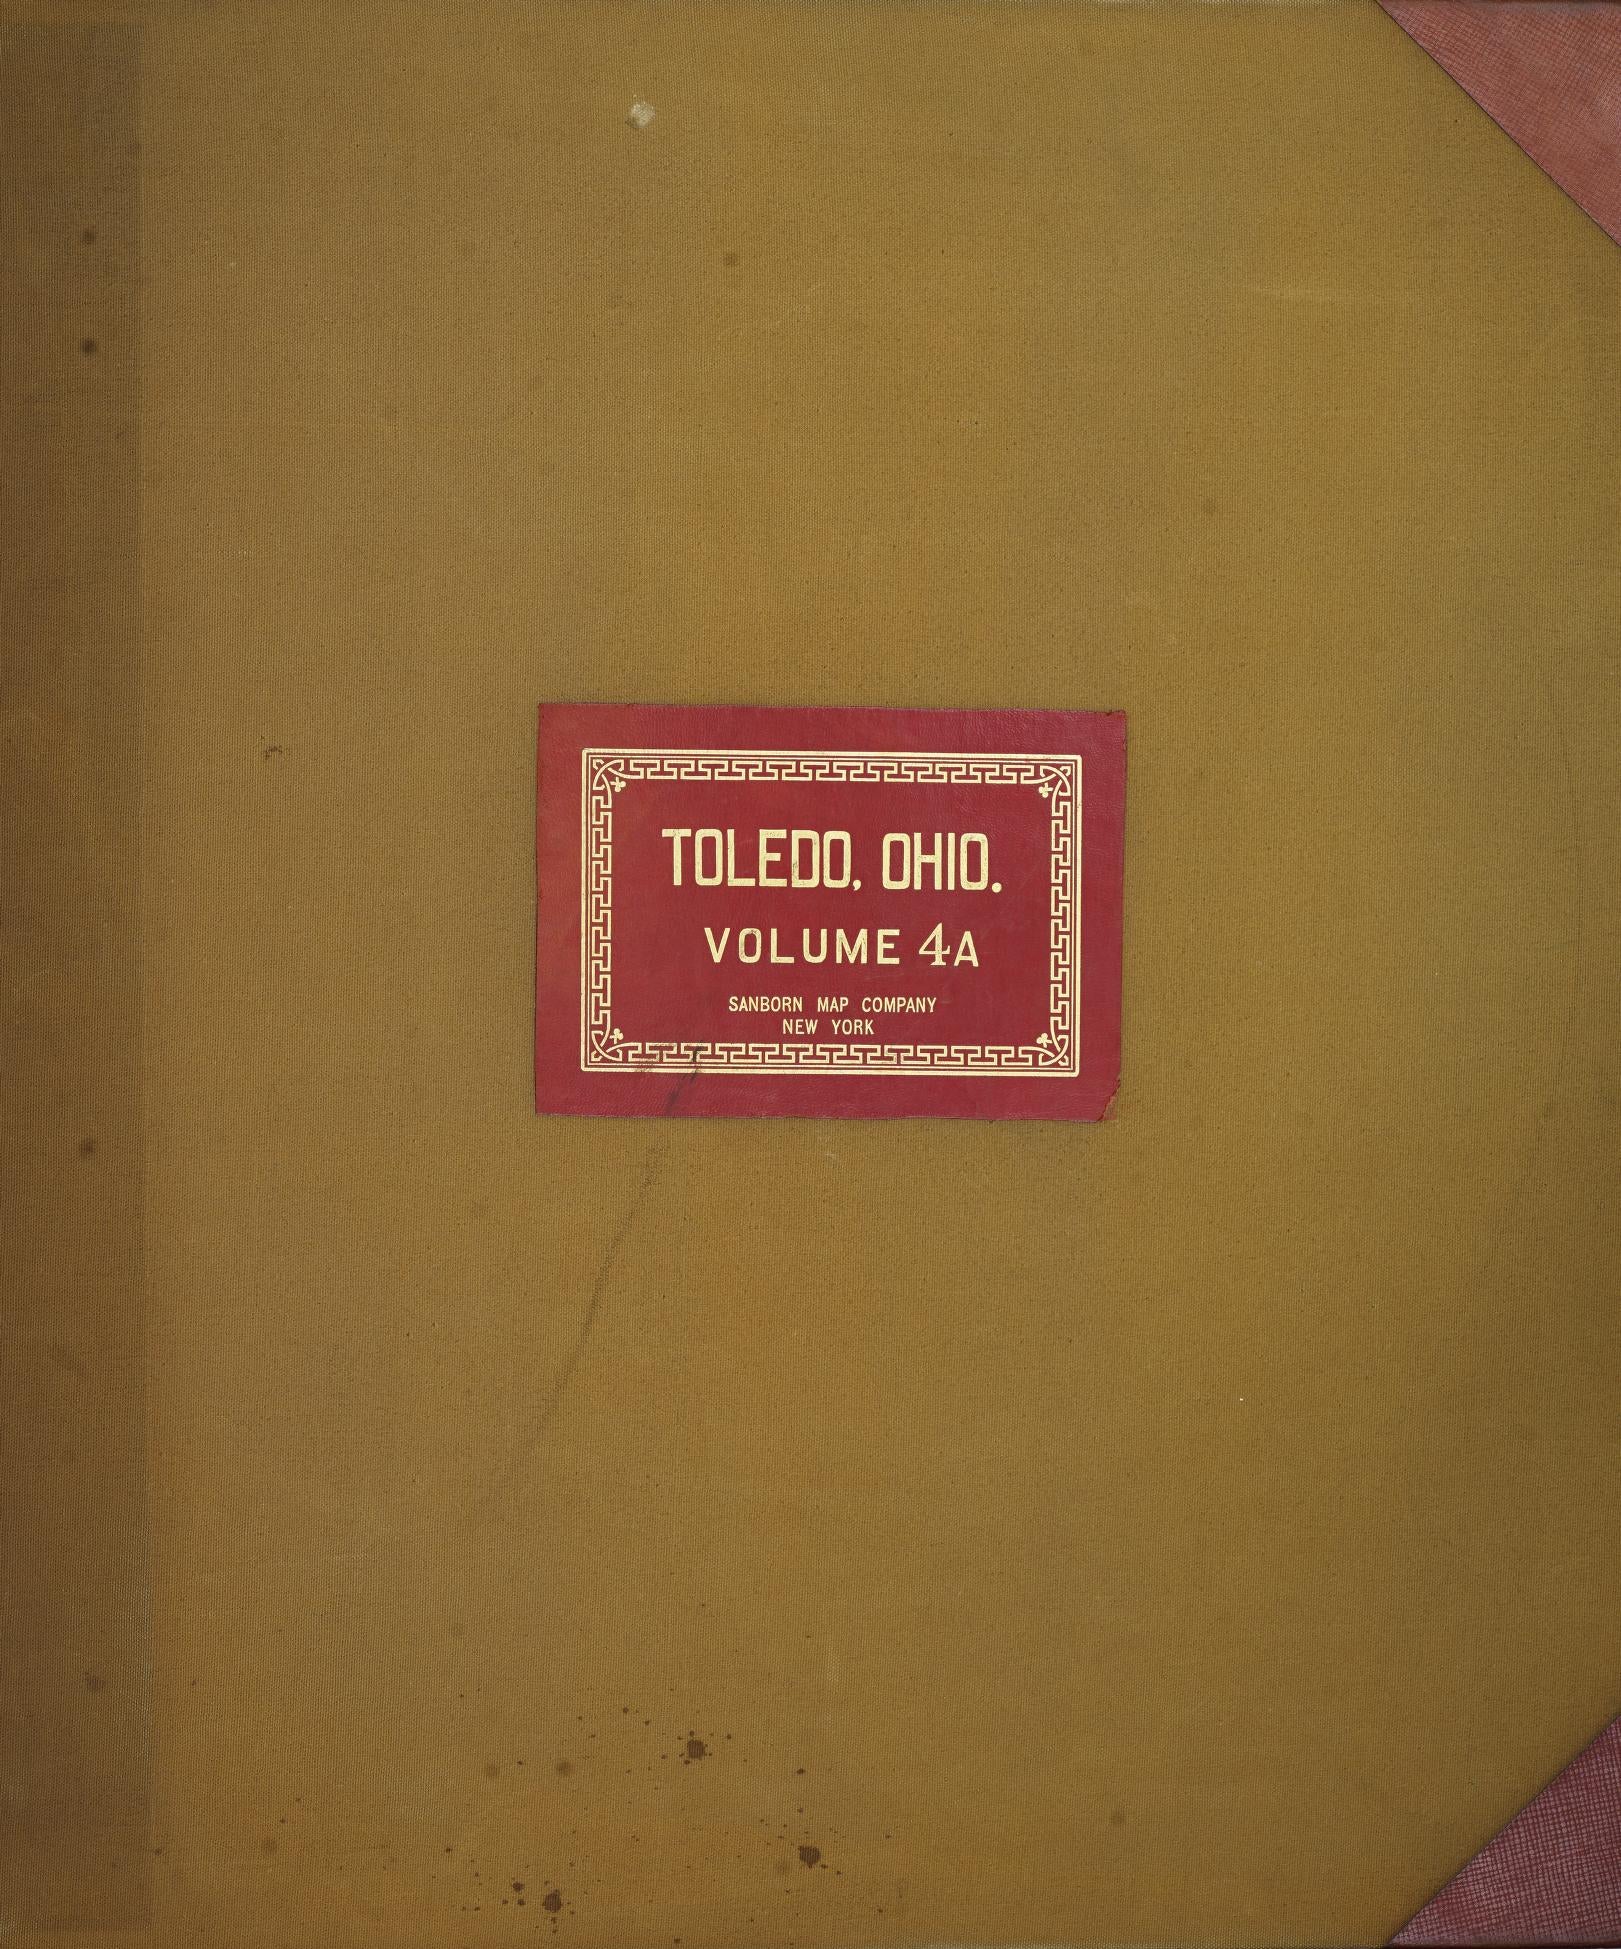 TOLEDO, OHIO.
VOLUME 4A
SANBORN MAP COMPANY
NEW YORK